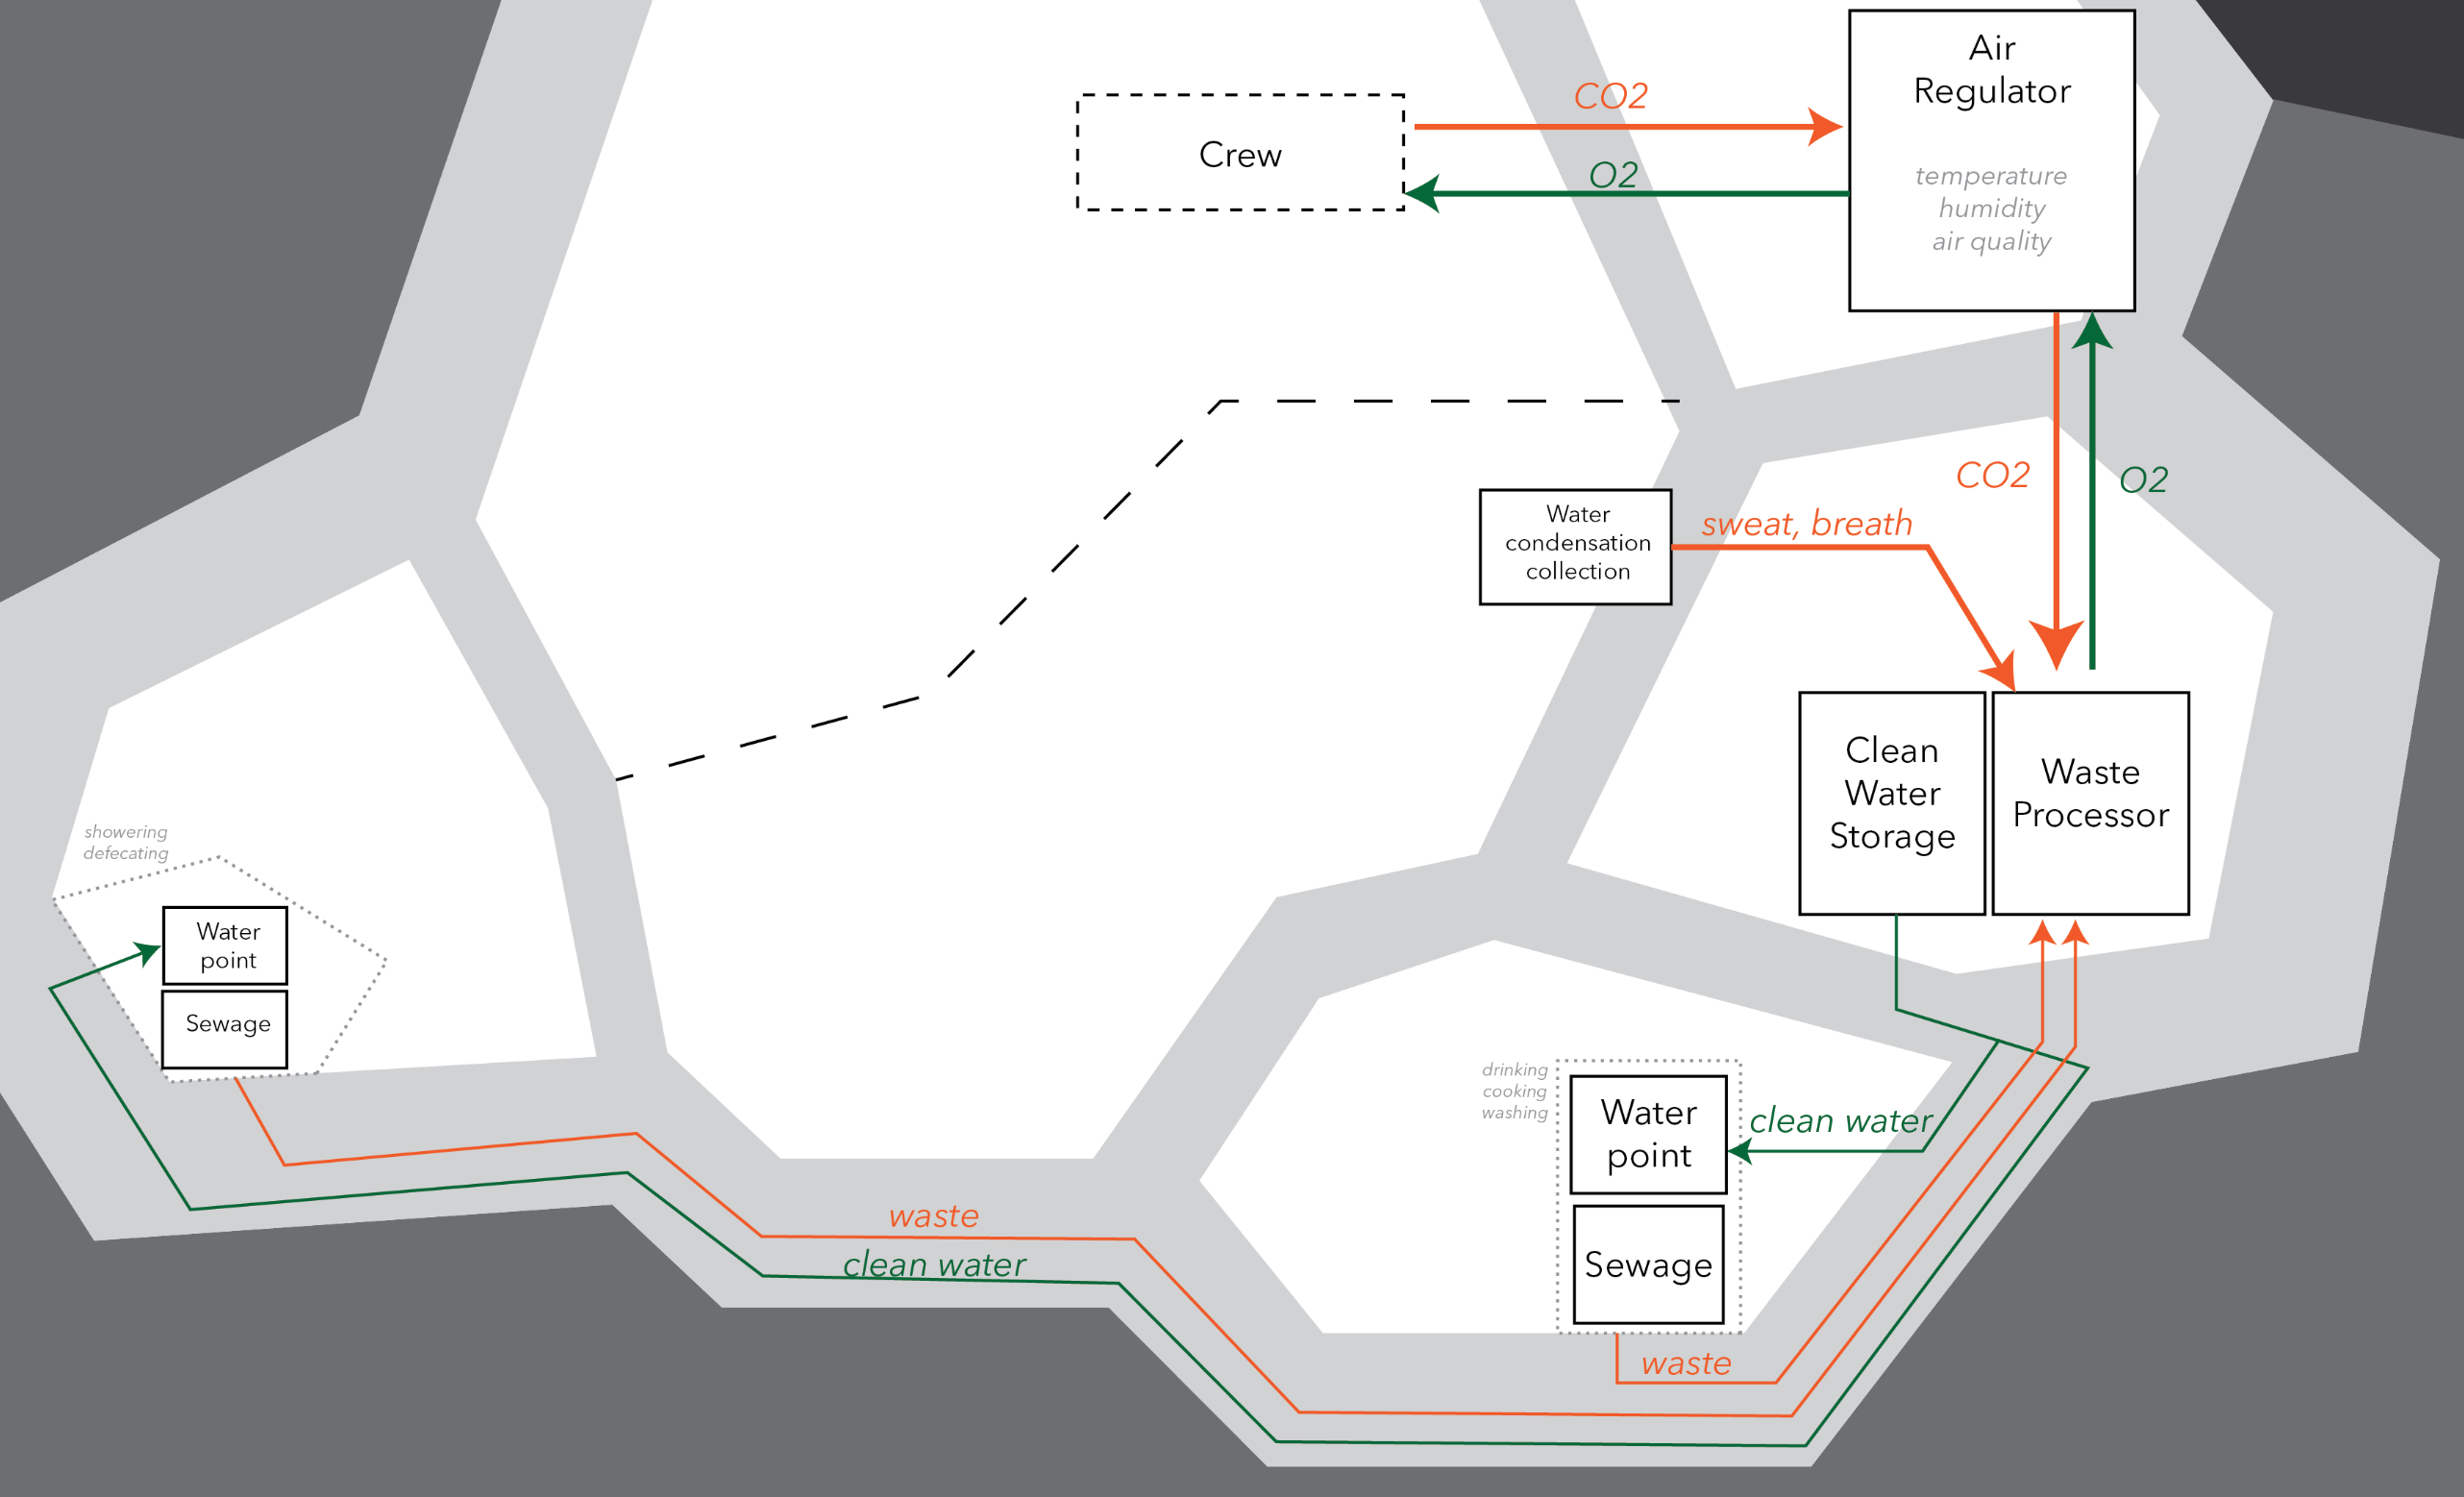 Air
Regulator
temperature
humidity
air quality
CO2
O2
Crew
CO2
O2
Water
condensation
collection
sweat, breath
Clean
Water
Storage
Waste
Processor
showering
defecating
Water
point
Sewage
drinking
cooking
washing
Water
point
clean water
Sewage
waste
waste
clean water